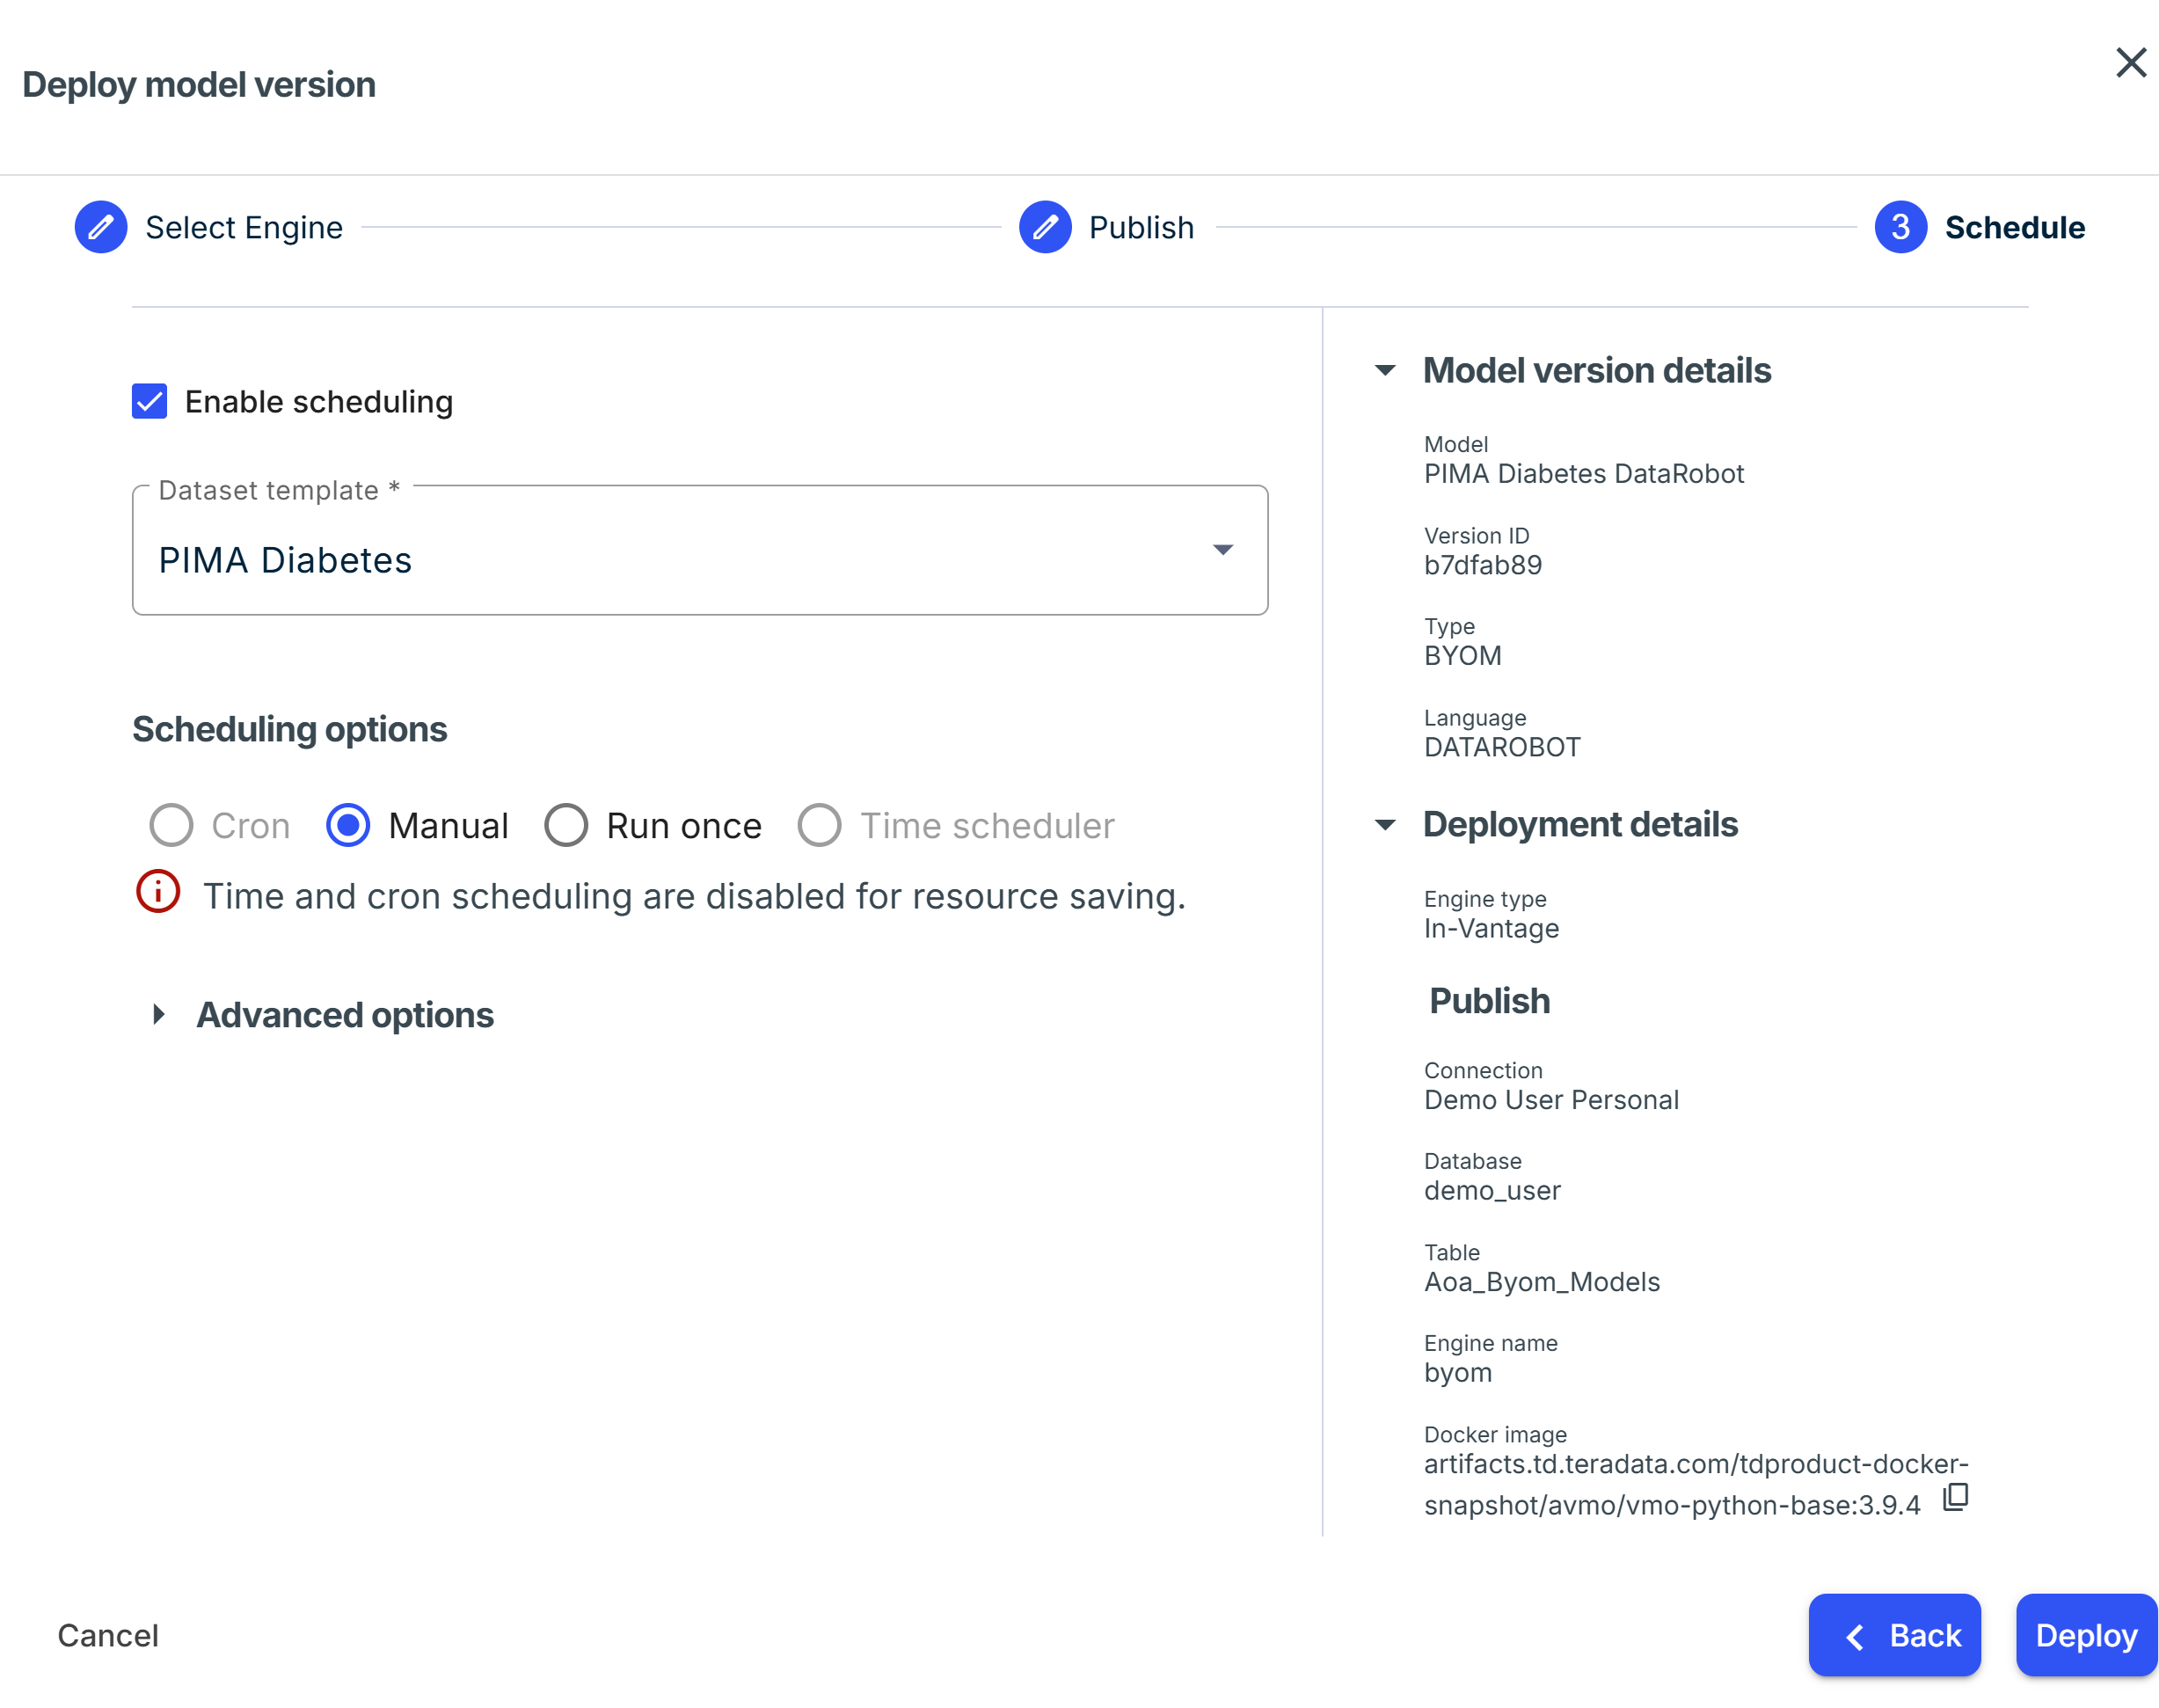 Deploy model version
Select Engine
Publish
3
Schedule
Enable scheduling
Dataset template *
PIMA Diabetes
Scheduling options
Cron
Manual
Run once
Time scheduler
Time and cron scheduling are disabled for resource saving.
Advanced options
Model version details
Model
PIMA Diabetes DataRobot
Version ID
b7dfab89
Type
BYOM
Language
DATAROBOT
Deployment details
Engine type
In-Vantage
Publish
Connection
Demo User Personal
Database
demo_user
Table
Aoa_Byom_Models
Engine name
byom
Docker image
artifacts.td.teradata.com/tdproduct-docker-
snapshot/avmo/vmo-python-base:3.9.4
Cancel
Back
Deploy